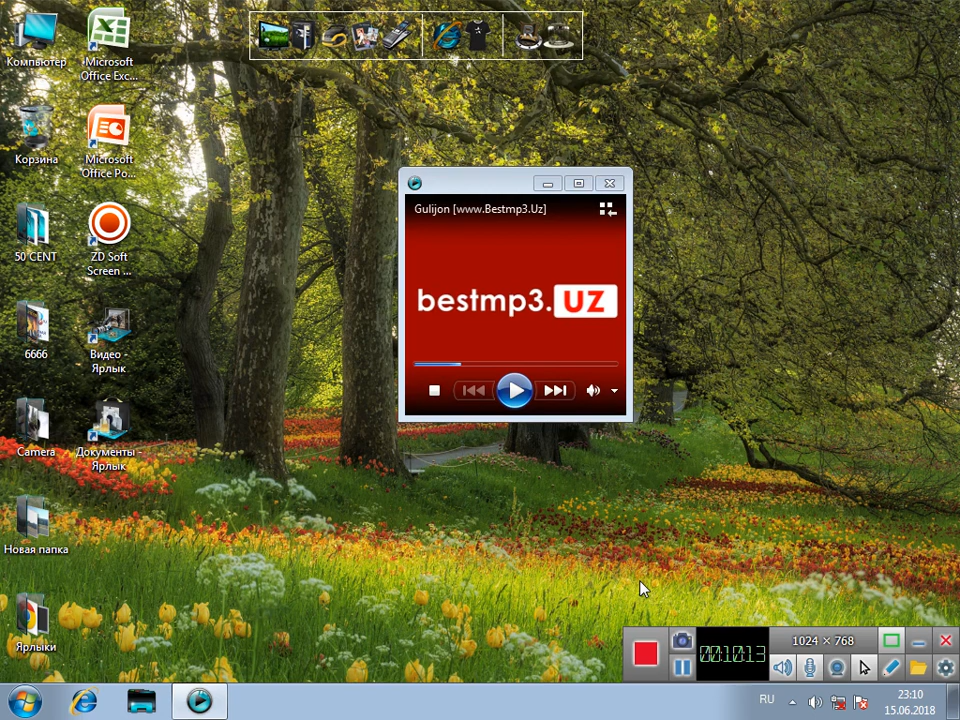 Компьютер
Microsoft
Office Exc...
Корзина
Microsoft
Office Po...
50 CENT
ZD Soft
Screen ...
6666
Видео -
Ярлык
Camera
Документы -
Ярлык
Новая папка
Ярлыки
Gulijon [www.Bestmp3.Uz]
bestmp3.UZ
00:10:13
1024 × 768
RU
23:10
15.06.2018